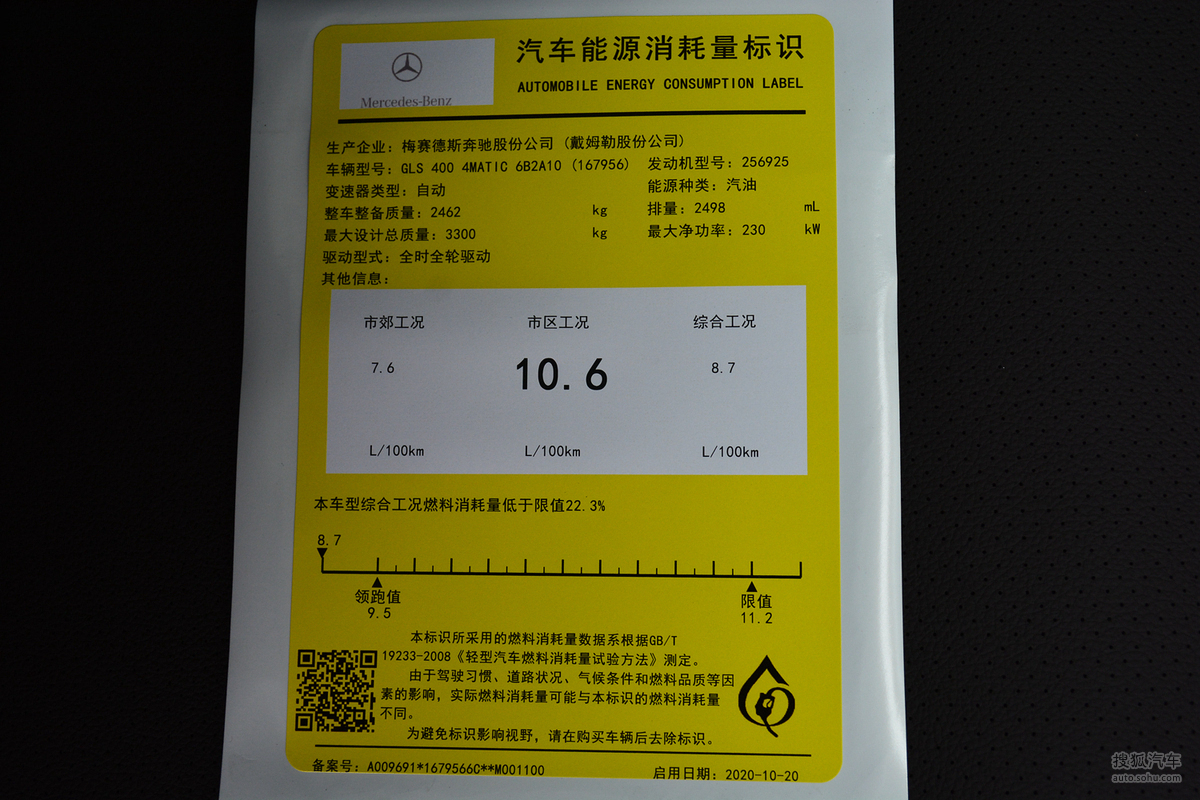 汽车能源消耗量标识
Mercedes-Benz
AUTOMOBILE ENERGY CONSUMPTION LABEL
生产企业：梅赛德斯奔驰股份公司（戴姆勒股份公司）
车辆型号：GLS 400 4MATIC 6B2A10（167956） 发动机型号：256925
变速器类型：自动 能源种类：汽油
整车整备质量：2462 kg 排量：2498 mL
最大设计总质量：3300 kg 最大净功率：230 kW
驱动型式：全时全轮驱动
其他信息：
市郊工况 市区工况 综合工况
7.6 10.6 8.7
L/100km L/100km L/100km
本车型综合工况燃料消耗量低于限值22.3%
8.7
领跑值 限值
9.5 11.2
本标识所采用的燃料消耗量数据系根据GB/T
19233-2008《轻型汽车燃料消耗量试验方法》测定。
由于驾驶习惯、道路状况、气候条件和燃料品质等因
素的影响，实际燃料消耗量可能与本标识的燃料消耗量
不同。
为避免标识影响视野，请在购买车辆后去除标识。
备案号：A009691*1679566C**M001100 启用日期：2020-10-20
搜狐汽车
auto.sohu.com